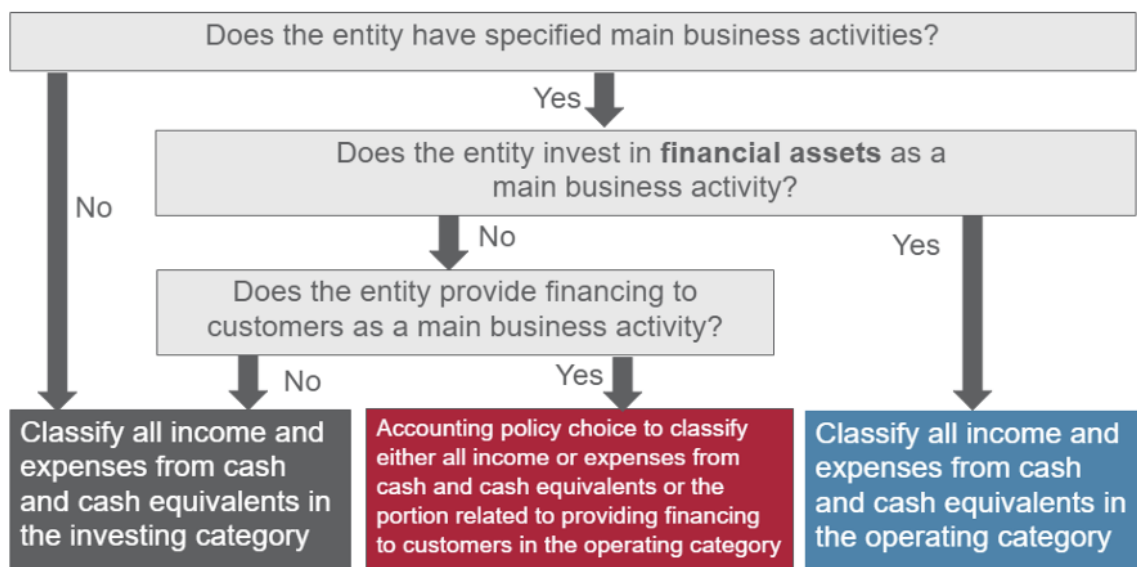 Does the entity have specified main business activities?
Yes
Does the entity invest in financial assets as a
main business activity?
No
No
Yes
Does the entity provide financing to
customers as a main business activity?
No
Yes
Classify all income and
expenses from cash
and cash equivalents in
the investing category
Accounting policy choice to classify
either all income or expenses from
cash and cash equivalents or the
portion related to providing financing
to customers in the operating category
Classify all income and
expenses from cash
and cash equivalents in
the operating category